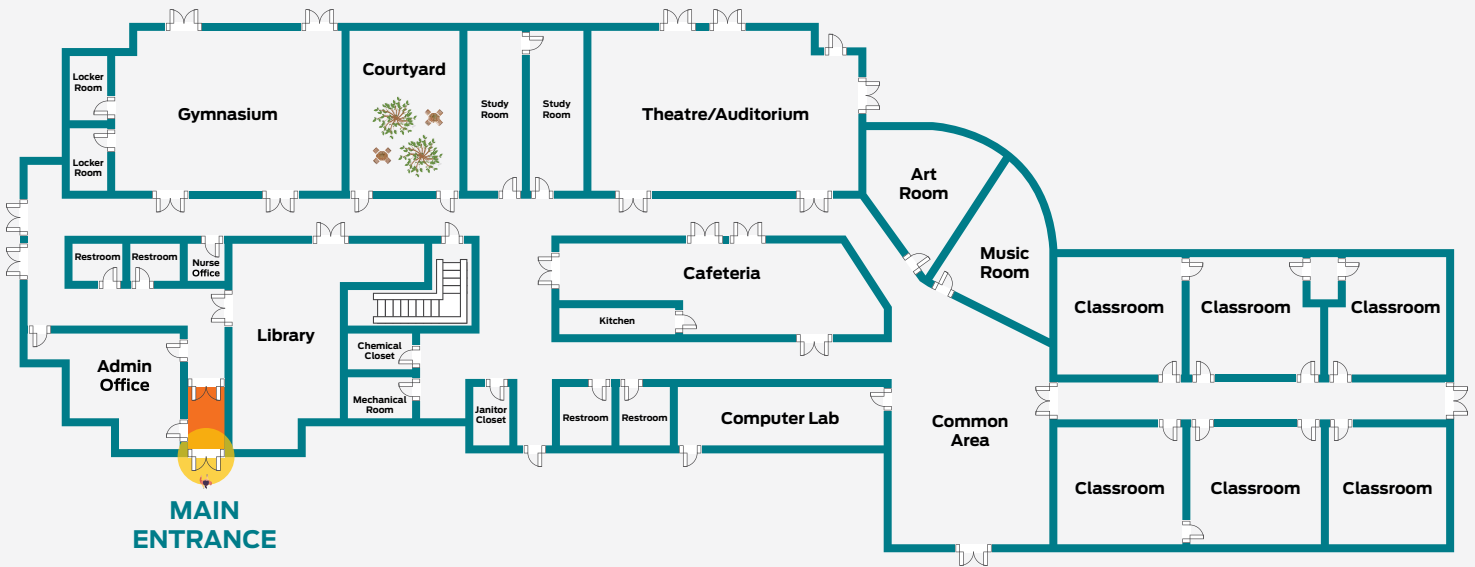 Locker
Room
Gymnasium
Courtyard
Study
Room
Study
Room
Theatre/Auditorium
Locker
Room
Art
Room
Music
Room
Restroom
Restroom
Nurse
Office
Cafeteria
Kitchen
Library
Chemical
Closet
Mechanical
Room
Admin
Office
Janitor
Closet
Restroom
Restroom
Computer Lab
Common
Area
Classroom
Classroom
Classroom
Classroom
Classroom
Classroom
MAIN
ENTRANCE